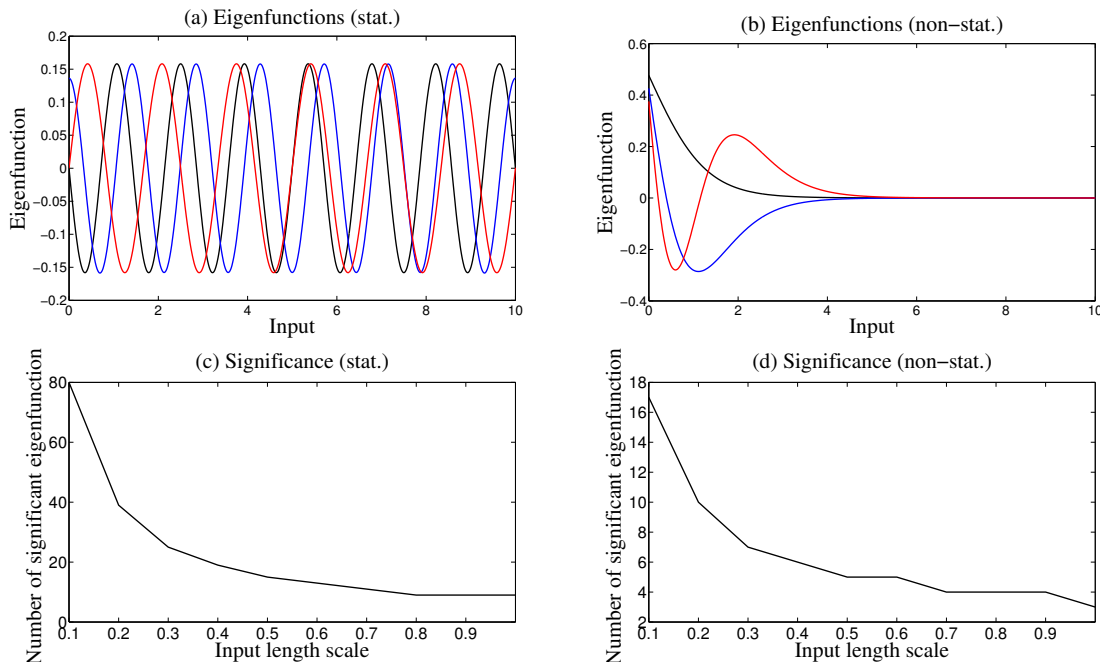 (a) Eigenfunctions (stat.)
0.2
0.15
0.1
0.05
0
−0.05
−0.1
−0.15
−0.2
Eigenfunction
0 2 4 6 8 10
Input
(b) Eigenfunctions (non−stat.)
0.6
0.4
0.2
0
−0.2
−0.4
Eigenfunction
0 2 4 6 8 10
Input
(c) Significance (stat.)
80
60
40
20
0
Number of significant eigenfunction
0.1 0.2 0.3 0.4 0.5 0.6 0.7 0.8 0.9
Input length scale
(d) Significance (non−stat.)
18
16
14
12
10
8
6
4
2
Number of significant eigenfunction
0.1 0.2 0.3 0.4 0.5 0.6 0.7 0.8 0.9
Input length scale